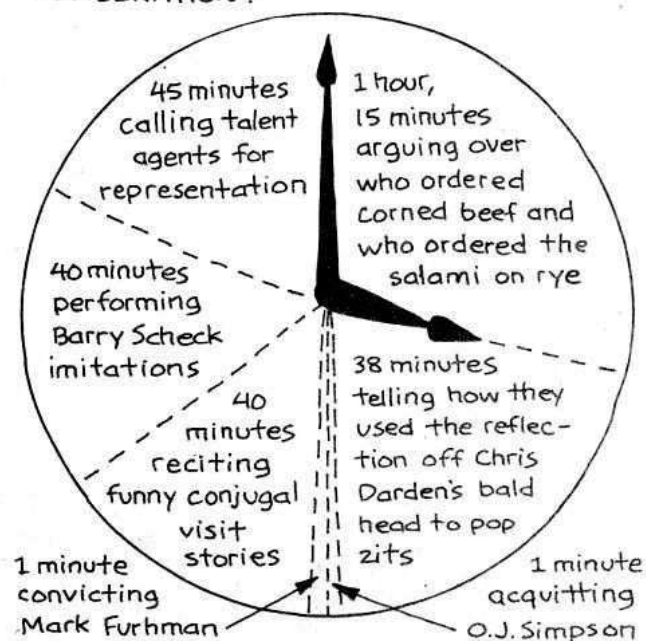 45 minutes
calling talent
agents for
representation
1 hour,
15 minutes
arguing over
who ordered
corned beef and
who ordered the
salami on rye
40 minutes
performing
Barry Scheck
imitations
40
minutes
reciting
funny conjugal
visit
stories
38 minutes
telling how they
used the reflec-
tion off Chris
Darden's bald
head to pop
zits
1 minute
convicting
Mark Furhman
1 minute
acquitting
O.J. Simpson